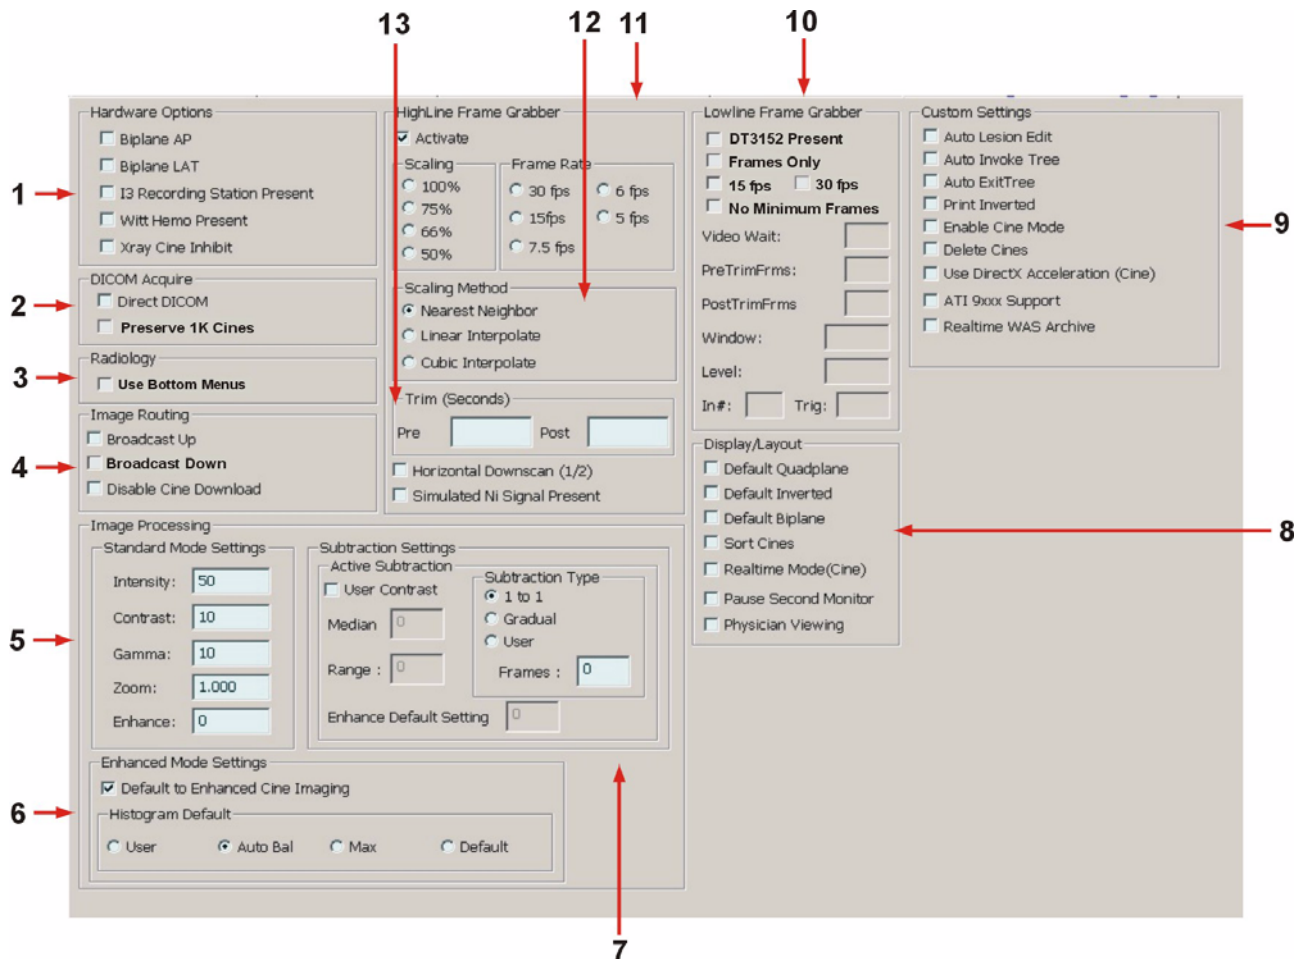 13
12
11
10
Hardware Options
Biplane AP
Biplane LAT
I3 Recording Station Present
Witt Hemo Present
Xray Cine Inhibit
1
DICOM Acquire
Direct DICOM
Preserve 1K Cines
2
Radiology
Use Bottom Menus
3
Image Routing
Broadcast Up
Broadcast Down
Disable Cine Download
4
HighLine Frame Grabber
Activate
Scaling
100%
75%
66%
50%
Frame Rate
30 fps
6 fps
15fps
5 fps
7.5 fps
Scaling Method
Nearest Neighbor
Linear Interpolate
Cubic Interpolate
Trim (Seconds)
Pre
Post
Horizontal Downscan (1/2)
Simulated Ni Signal Present
Lowline Frame Grabber
DT3152 Present
Frames Only
15 fps
30 fps
No Minimum Frames
Video Wait:
PreTrimFrms:
PostTrimFrms
Window:
Level:
In#:
Trig:
Custom Settings
Auto Lesion Edit
Auto Invoke Tree
Auto ExitTree
Print Inverted
Enable Cine Mode
Delete Cines
Use DirectX Acceleration (Cine)
ATI 9xxx Support
Realtime WAS Archive
9
Display/Layout
Default Quadplane
Default Inverted
Default Biplane
Sort Cines
Realtime Mode(Cine)
Pause Second Monitor
Physician Viewing
8
Image Processing
Standard Mode Settings
Intensity: 50
Contrast: 10
Gamma: 10
Zoom: 1.000
Enhance: 0
5
Subtraction Settings
Active Subtraction
User Contrast
Median 0
Range : 0
Subtraction Type
1 to 1
Gradual
User
Frames : 0
Enhance Default Setting 0
Enhanced Mode Settings
Default to Enhanced Cine Imaging
Histogram Default
User
Auto Bal
Max
Default
6
7